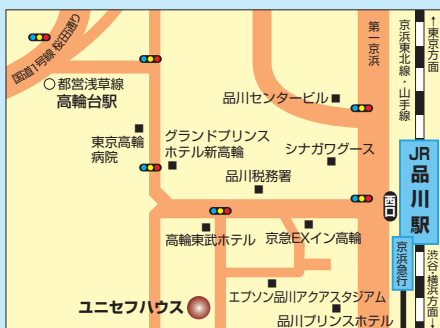 国道1号線 桜田通り
都営浅草線
高輪台駅
東京高輪
病院
グランドプリンス
ホテル新高輪
品川センタービル
シナガワグース
品川税務署
第一京浜
京浜東北線・山手線
←東京方面
JR
品川駅
西口
京浜急行
渋谷・横浜方面→
高輪東武ホテル
京急EXイン高輪
エプソン品川アクアスタジアム
品川プリンスホテル
ユニセフハウス